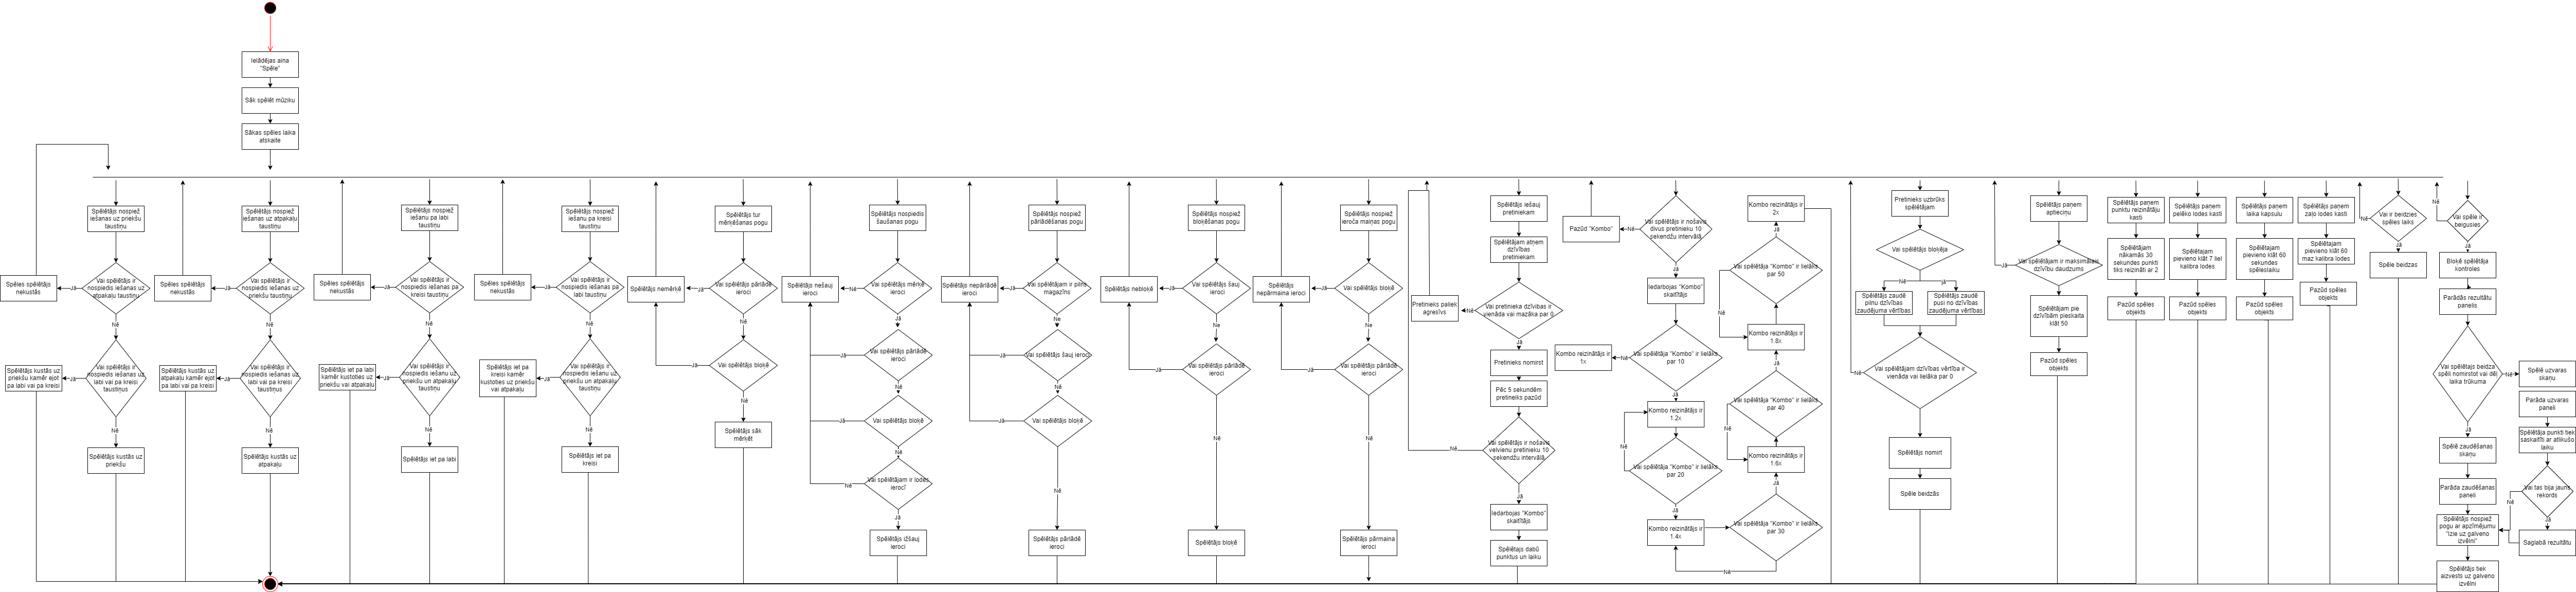 Ielādējas aina
"Spēle"
Sāk spēlēt mūziku
Sākas spēles laika
atskaite
Spēlētājs nospiež
iešanas uz priekšu
taustiņu
Vai spēlētājs ir
nospiedis iešanas uz
atpakaļu taustiņu
Jā
Spēles spēlētājs
nekustās
Nē
Vai spēlētājs ir
nospiedis iešanu uz
labi vai pa kreisi
taustiņus
Jā
Spēlētājs kustās uz
priekšu kamēr ejot
pa labi vai pa kreisi
Nē
Spēlētājs kustās uz
priekšu
Spēlētājs nospiež
iešanas uz atpakaļu
taustiņu
Vai spēlētājs ir
nospiedis iešanas uz
priekšu taustiņu
Jā
Spēles spēlētājs
nekustās
Nē
Vai spēlētājs ir
nospiedis iešanu uz
labi vai pa kreisi
taustiņus
Jā
Spēlētājs kustās uz
atpakaļ kamēr ejot
pa labi vai pa kreisi
Nē
Spēlētājs kustās uz
atpakaļu
Spēlētājs nospiež
iešanu pa labi
taustiņu
Vai spēlētājs ir
nospiedis iešanas pa
kreisi taustiņu
Jā
Spēles spēlētājs
nekustās
Nē
Vai spēlētājs ir
nospiedis iešanu uz
priekšu un atpakaļu
taustiņu
Jā
Spēlētājs iet pa labi
kamēr kustoties uz
priekšu vai atpakaļu
Nē
Spēlētājs iet pa labi
Spēlētājs nospiež
iešanu pa kreisi
taustiņu
Vai spēlētājs ir
nospiedis iešanas pa
labi taustiņu
Jā
Spēles spēlētājs
nekustās
Nē
Vai spēlētājs ir
nospiedis iešanu uz
priekšu un atpakaļu
taustiņu
Jā
Spēlētājs iet pa
kreisi kamēr
kustoties uz priekšu
vai atpakaļu
Nē
Spēlētājs iet pa
kreisi
Spēlētājs tur
mērķēšanas pogu
Vai spēlētājs pārlādē
ieroci
Jā
Spēlētājs nemērķē
Nē
Vai spēlētājs bloķē
Jā
Nē
Spēlētājs sāk
mērķēt
Spēlētājs nospiedis
šaušanas pogu
Vai spēlētājs mērķē
ieroci
Nē
Spēlētājs nešauj
ieroci
Jā
Vai spēlētājs pārlādē
ieroci
Jā
Nē
Vai spēlētājs bloķē
Jā
Nē
Vai spēlētājam ir lodes
ierocī
Nē
Jā
Spēlētājs izšauj
ieroci
Spēlētājs nospiež
pārlādēšanas pogu
Vai spēlētājam ir pilns
magazīns
Jā
Spēlētājs nepārlādē
ieroci
Ne
Vai spēlētājs šauj ieroci
Jā
Nē
Vai spēlētājs bloķē
Jā
Nē
Spēlētājs pārlādē
ieroci
Spēlētājs nospiež
bloķēšanas pogu
Vai spēlētājs šauj
ieroci
Jā
Spēlētājs nebloķē
Ne
Vai spēlētājs pārlādē
ieroci
Jā
Nē
Spēlētājs bloķē
Spēlētājs nospiež
ieroča maiņas pogu
Vai spēlētājs bloķē
Jā
Spēlētājs
nepārmaina ieroci
Ne
Vai spēlētājs pārlādē
ieroci
Jā
Nē
Spēlētājs pārmaina
ieroci
Spēlētājs iešauj
pretiniekam
Spēlētājam atņem
dzīvība
pretiniekam
Vai pretinieka dzīvības ir
vienāda vai mazāka par 0
Nē
Pretinieks paliek
agresīvs
Jā
Pretinieks nomirst
Pēc 5 sekundēm
pretinieks pazūd
Vai spēlētājs ir nošavis
velvienu pretinieku 10
sekendžu intervālā
Nē
Jā
Iedarbojas "Kombo"
skaitītājs
Spēlētajs dabū
punktus un laiku
Vai spēlētājs ir nošavis
divus pretinieku 10
sekendžu intervālā
Nē
Pazūd "Kombo"
Jā
Iedarbojas "Kombo"
skaitītājs
Vai spēlētāja "Kombo" ir lielāks
par 10
Nē
Kombo reizinātājs ir
1x
Jā
Kombo reizinātājs ir
1.2x
Vai spēlētāja "Kombo" ir lielāks
par 20
Nē
Jā
Kombo reizinātājs ir
1.4x
Vai spēlētāja "Kombo" ir lielāks
par 30
Nē
Jā
Kombo reizinātājs ir
1.6x
Vai spēlētāja "Kombo" ir lielāks
par 40
Nē
Jā
Kombo reizinātājs ir
1.8x
Vai spēlētāja "Kombo" ir lielāks
par 50
Nē
Jā
Kombo reizinātājs ir
2x
Pretinieks uzbrūks
spēlētājam
Vai spēlētājs bloķēja
Nē
jā
Spēlētājs zaudē
pilnu dzīvības
zaudējuma vērtību
Spēlētājs zaudē
pusi no dzīvības
zaudējuma vērtības
Vai spēlētājam dzīvības vērtība ir
vienāda vai lielāka par 0
Nē
Spēlētājs nomirt
Spēle beidzās
Spēlētājs paņem
aptieciņu
Vai spēlētājam ir maksimālais
dzīvību daudzums
Jā
Spēlētājam pie
dzīvībām pieskaita
klāt 50
Pazūd spēles
objekts
Spēlētājs paņem
punktu reizinātāju
kasti
Spēlētājam
nākamās 30
sekundes punkti
tiks reizināti ar 2
Pazūd spēles
objekts
Spēlētājs paņem
pelēko lodes kasti
Spēlētajam
pievieno klāt 7 liel
kalibra lodes
Pazūd spēles
objekts
Spēlētājs paņem
laika kapsulu
Spēlētajam
pievieno klāt 60
sekundes
spēleslaiku
Pazūd spēles
objekts
Spēlētājs paņem
zaļo lodes kasti
Spēlētajam
pievieno klāt 60
maz kalibra lodes
Pazūd spēles
objekts
Vai ir beidzies
spēles laiks
Nē
Jā
Spēle beidzas
Vai spēle ir
beigusies
Nē
Jā
Bloķē spēlētāja
kontroles
Parādās rezultātu
panelis
Vai spēlētajs beidza
spēli nomirstot vai dēļ
laika trūkuma
Nē
Jā
Spēlē zaudēšanas
skaņu
Parāda zaudēšanas
paneli
Spēlētājs nospiež
pogu ar apzīmējumu
"Izie uz galveno
izvēlni"
Spēlētājs tiek
aizvests uz galveno
izvēlni
Spēlē uzvaras
skaņu
Parāda uzvaras
paneli
Spēlētāja punkti tiek
saskaitīti ar atlikušo
laiku
Vai tas bija jauns
rekords
Nē
Jā
Saglabā rezultātu